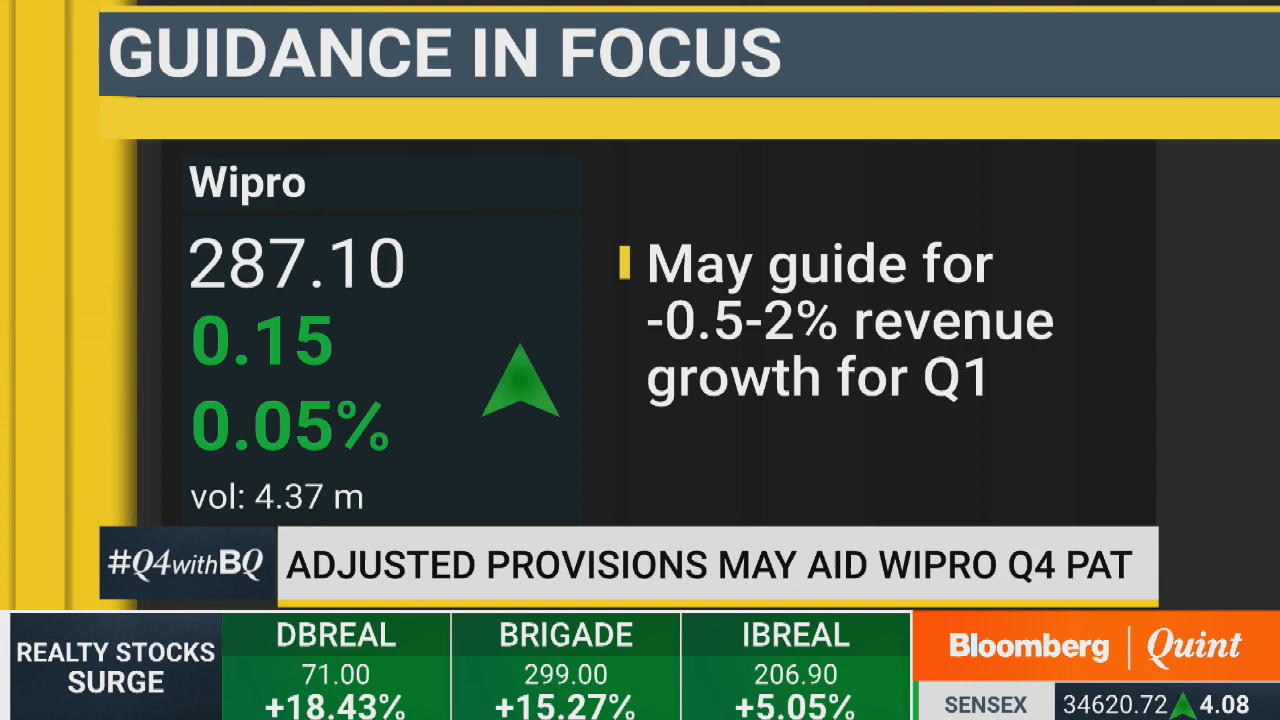 GUIDANCE IN FOCUS
Wipro
287.10
0.15
0.05%
vol: 4.37 m
May guide for
-0.5-2% revenue
growth for Q1
#Q4withBQ
ADJUSTED PROVISIONS MAY AID WIPRO Q4 PAT
REALTY STOCKS
SURGE
DBREAL
71.00
+18.43%
BRIGADE
299.00
+15.27%
IBREAL
206.90
+5.05%
Bloomberg | Quint
SENSEX 34620.72 4.08